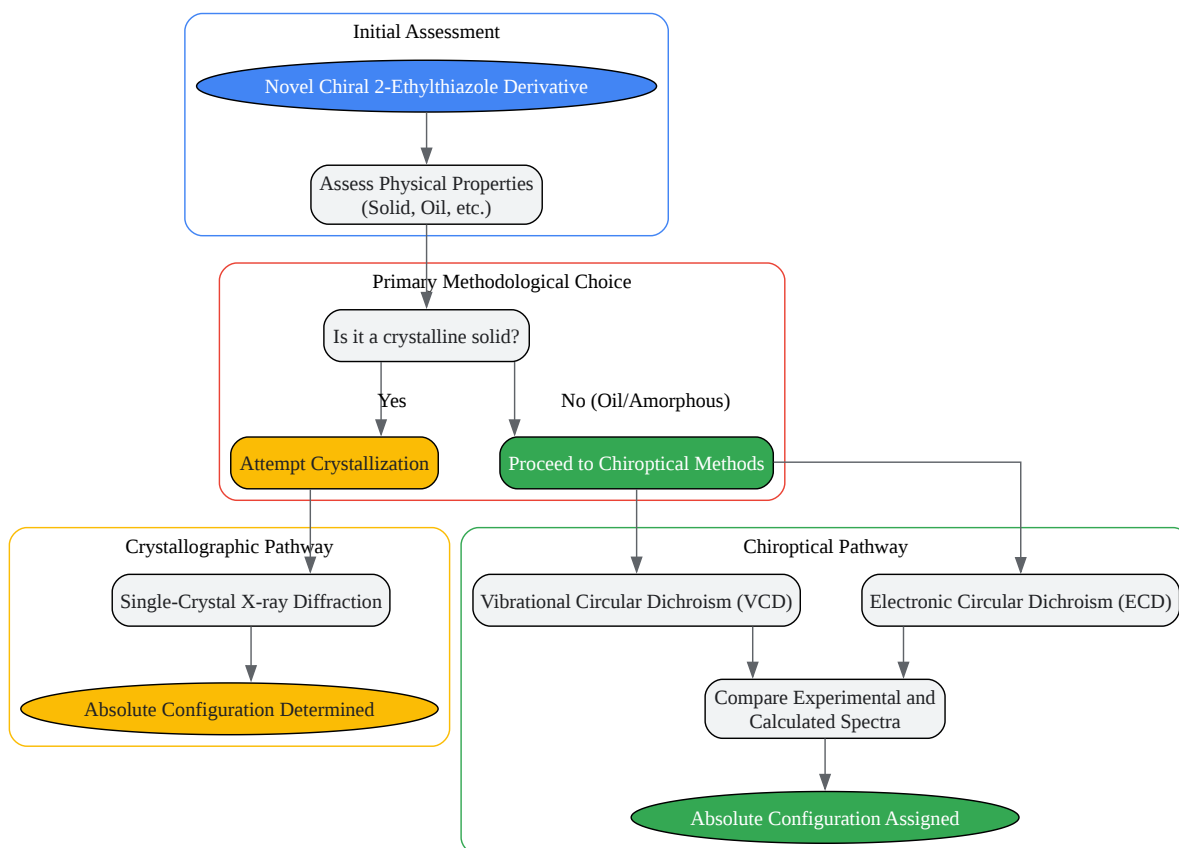 Initial Assessment
Novel Chiral 2-Ethylthiazole Derivative
Assess Physical Properties
(Solid, Oil, etc.)
Primary Methodological Choice
Is it a crystalline solid?
Yes
No (Oil/Amorphous)
Attempt Crystallization
Proceed to Chiroptical Methods
Crystallographic Pathway
Chiroptical Pathway
Single-Crystal X-ray Diffraction
Vibrational Circular Dichroism (VCD)
Electronic Circular Dichroism (ECD)
Absolute Configuration Determined
Compare Experimental and
Calculated Spectra
Absolute Configuration Assigned